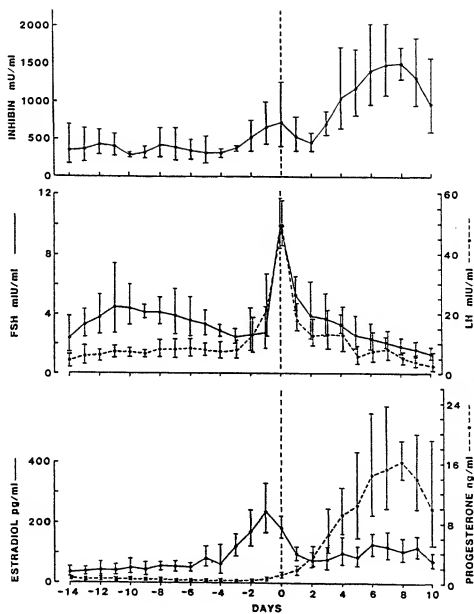 2000
1500
1000
500
0
INHIBIN mU/ml
12
8
4
0
FSH mIU/ml
60
40
20
0
LH mIU/ml
400
200
0
ESTRADIOL pg/ml
24
16
8
0
PROGESTERONE ng/ml
-14 -12 -10 -8 -6 -4 -2 0 2 4 6 8 10
DAYS